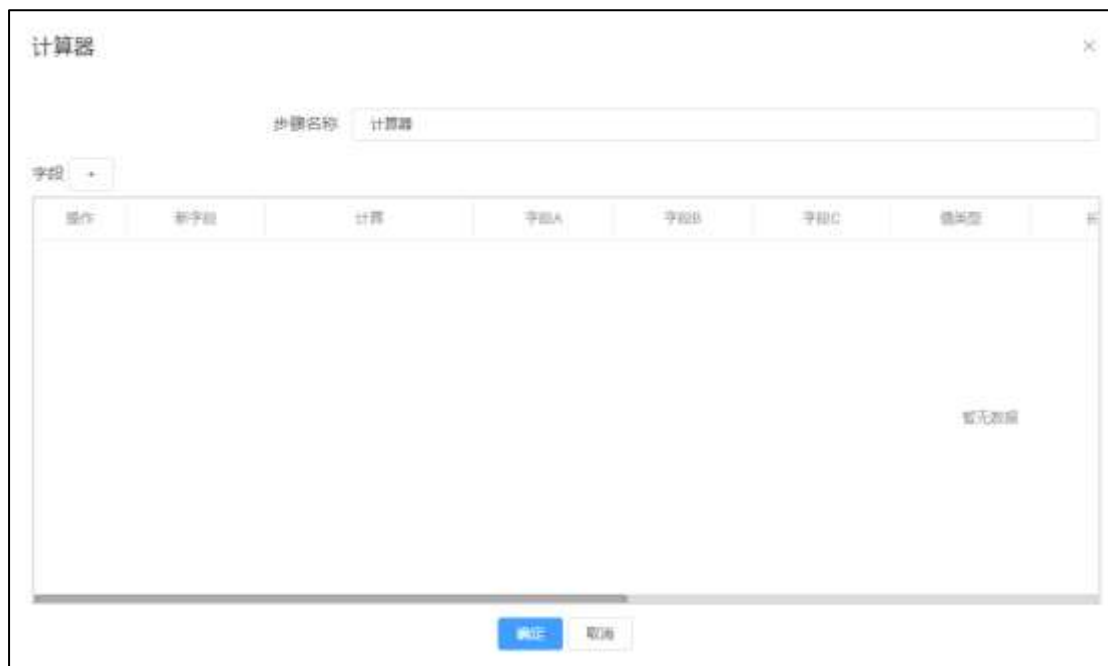 计算器
步骤名称 计算器
字段 +
操作 新字段 计算 字段A 字段B 字段C 值类型 长
暂无数据
确定 取消